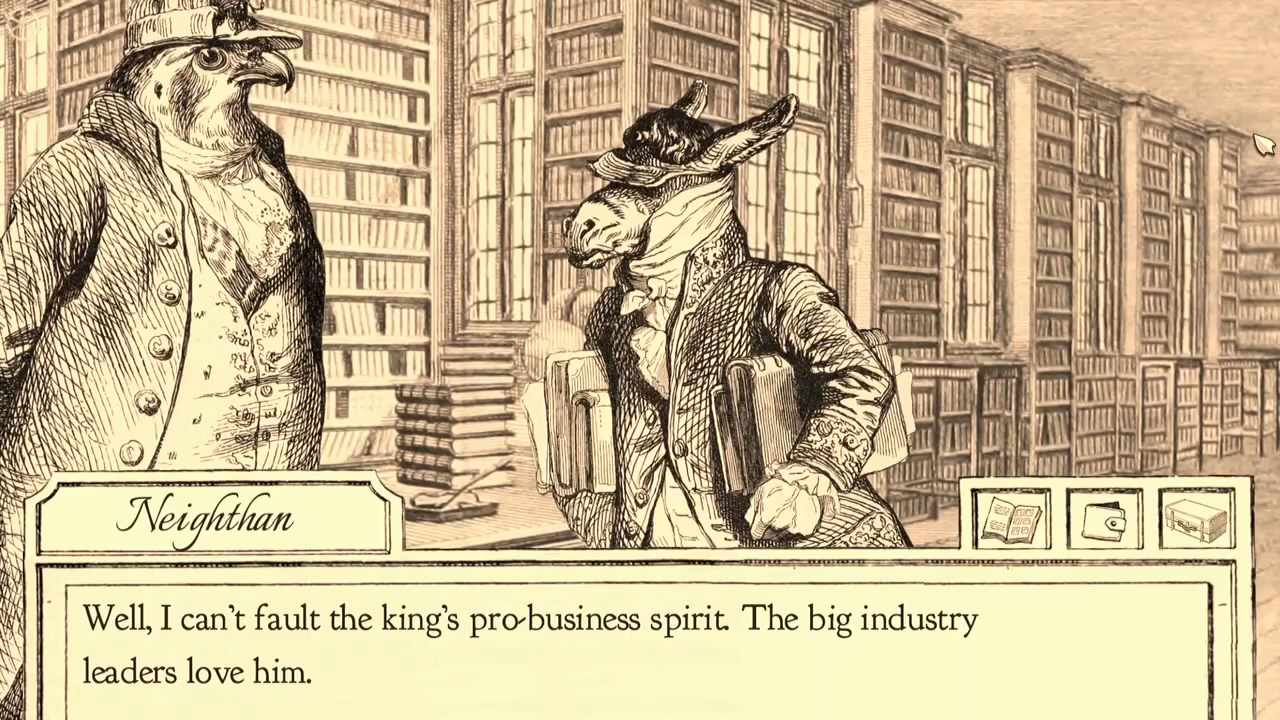 Neighthan
Well, I can't fault the king's pro-business spirit. The big industry
leaders love him.